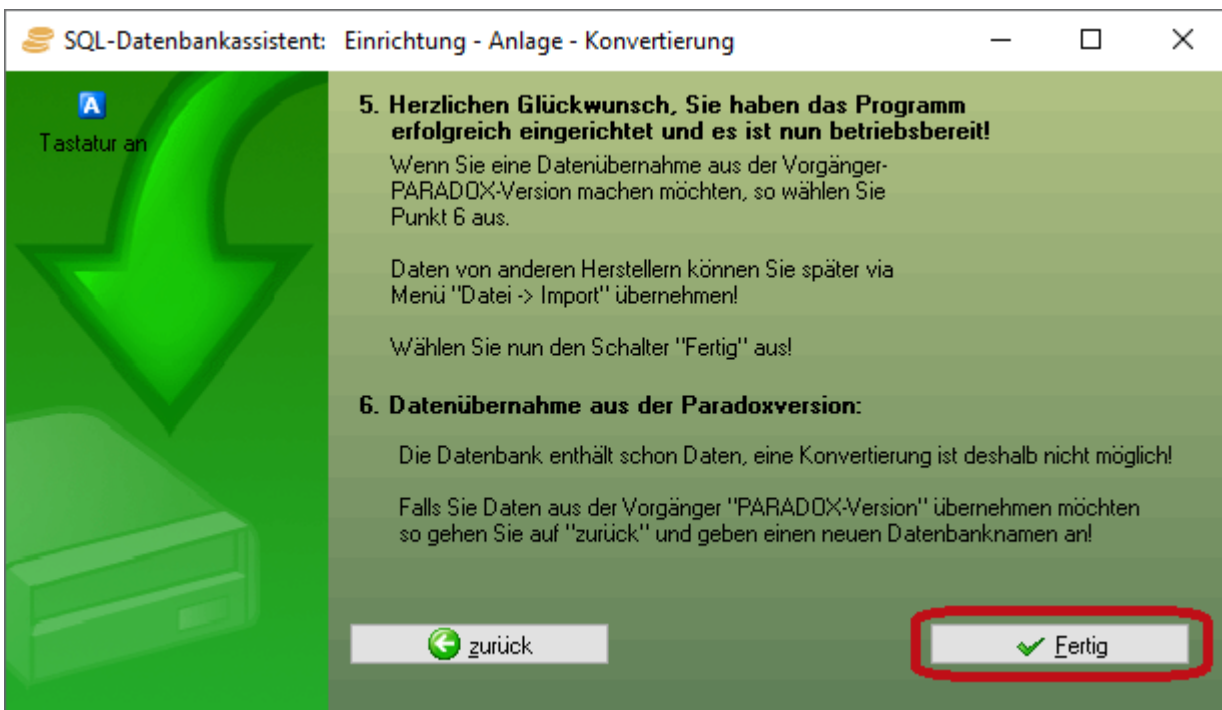 SQL-Datenbankassistent: Einrichtung - Anlage - Konvertierung
A
Tastatur an
5. Herzlichen Glückwunsch, Sie haben das Programm
erfolgreich eingerichtet und es ist nun betriebsbereit!
Wenn Sie eine Datenübernahme aus der Vorgänger-
PARADOX-Version machen möchten, so wählen Sie
Punkt 6 aus.
Daten von anderen Herstellern können Sie später via
Menü "Datei -> Import" übernehmen!
Wählen Sie nun den Schalter "Fertig" aus!
6. Datenübernahme aus der Paradoxversion:
Die Datenbank enthält schon Daten, eine Konvertierung ist deshalb nicht möglich!
Falls Sie Daten aus der Vorgänger "PARADOX-Version" übernehmen möchten
so gehen Sie auf "zurück" und geben einen neuen Datenbanknamen an!
zurück
Fertig